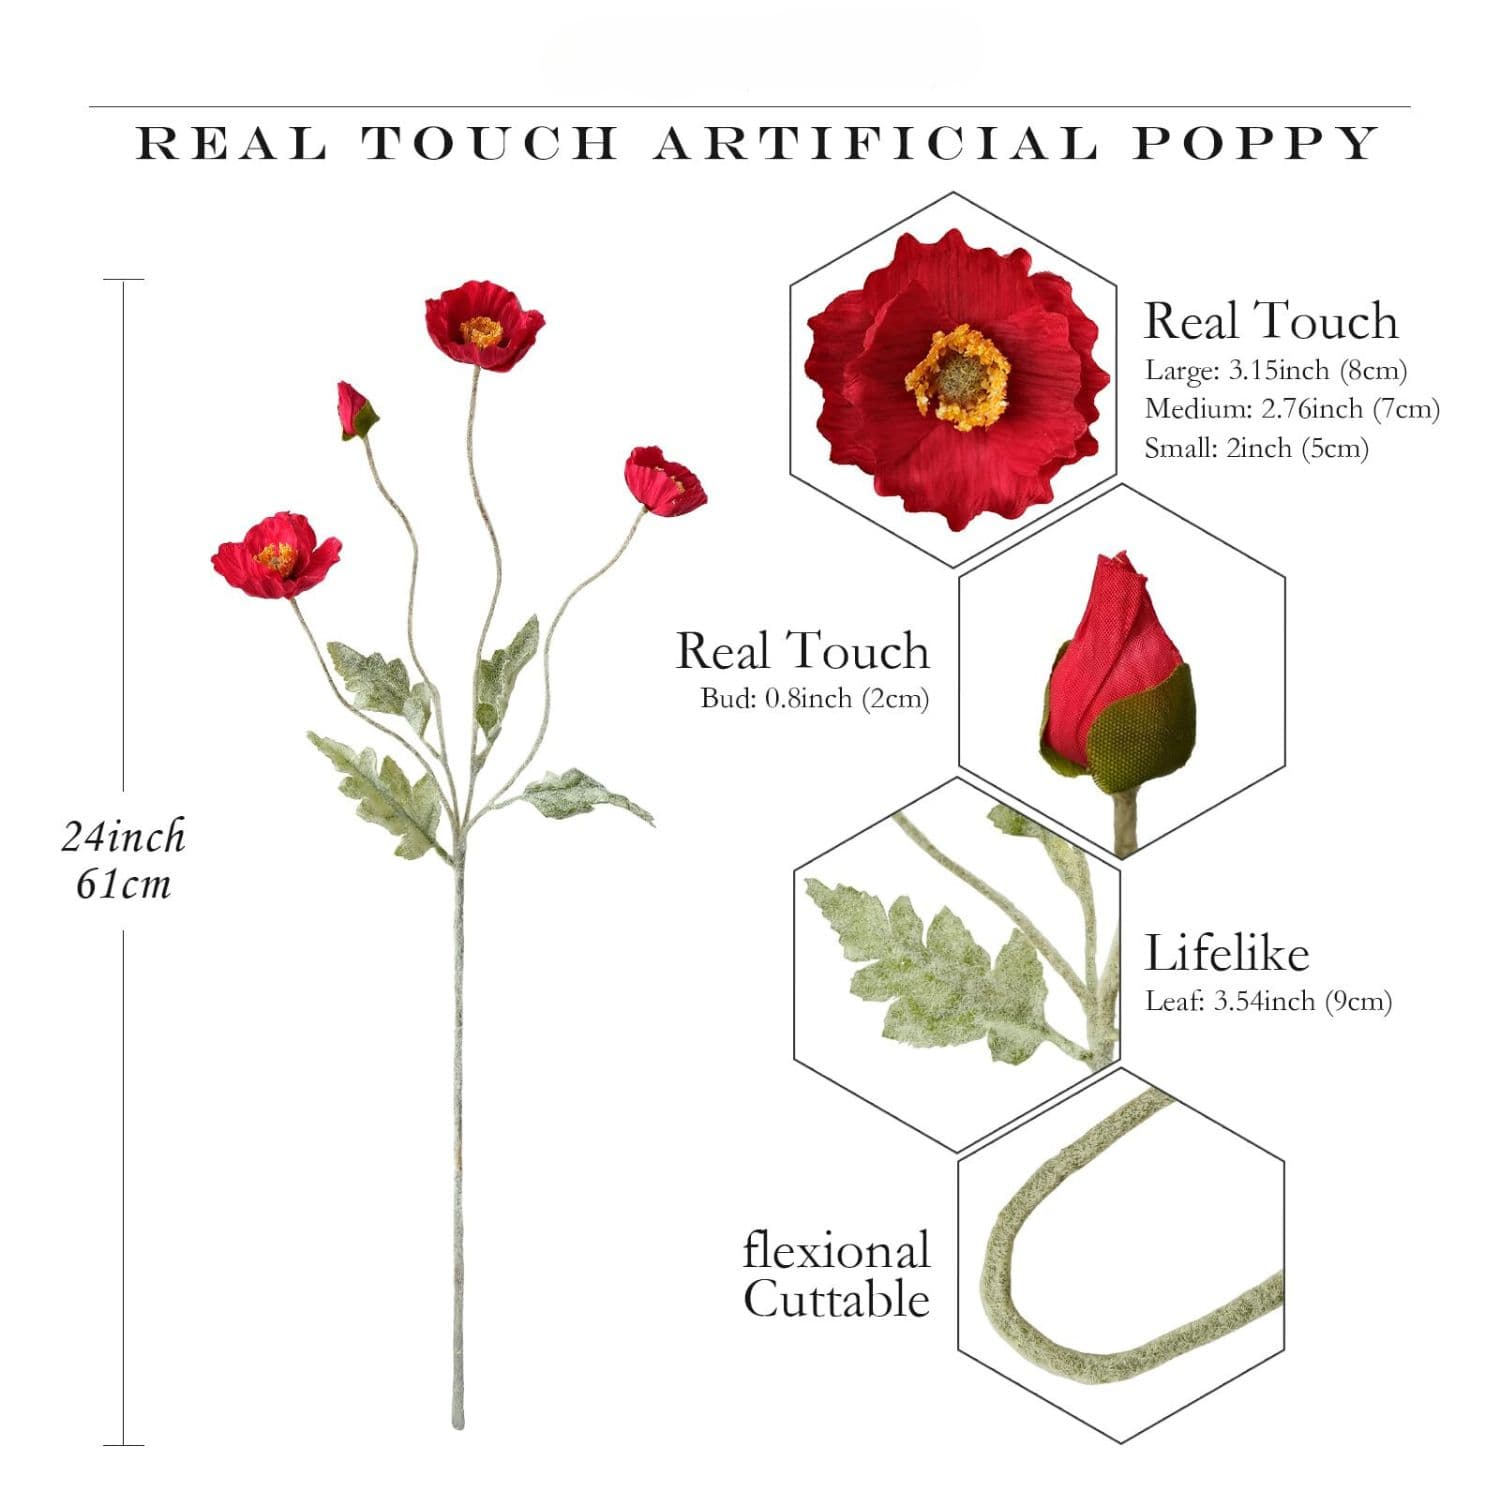 REAL TOUCH ARTIFICIAL POPPY
Real Touch
Large: 3.15inch (8cm)
Medium: 2.76inch (7cm)
Small: 2inch (5cm)
Real Touch
Bud: 0.8inch (2cm)
24inch
61cm
Lifelike
Leaf: 3.54inch (9cm)
flexional
Cuttable